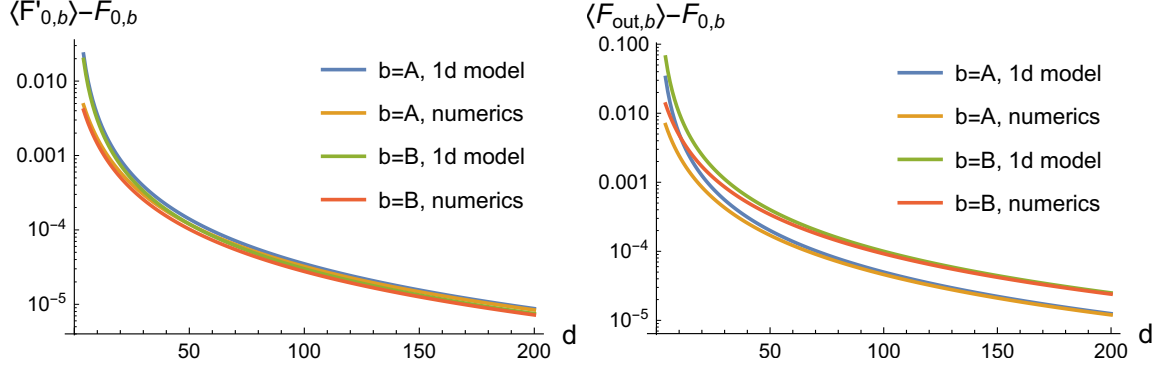 ⟨F'0,b⟩−F0,b
0.010
0.001
10^-4
10^-5
50
100
150
200
d
b=A, 1d model
b=A, numerics
b=B, 1d model
b=B, numerics
⟨Fout,b⟩−F0,b
0.100
0.010
0.001
10^-4
10^-5
50
100
150
200
d
b=A, 1d model
b=A, numerics
b=B, 1d model
b=B, numerics